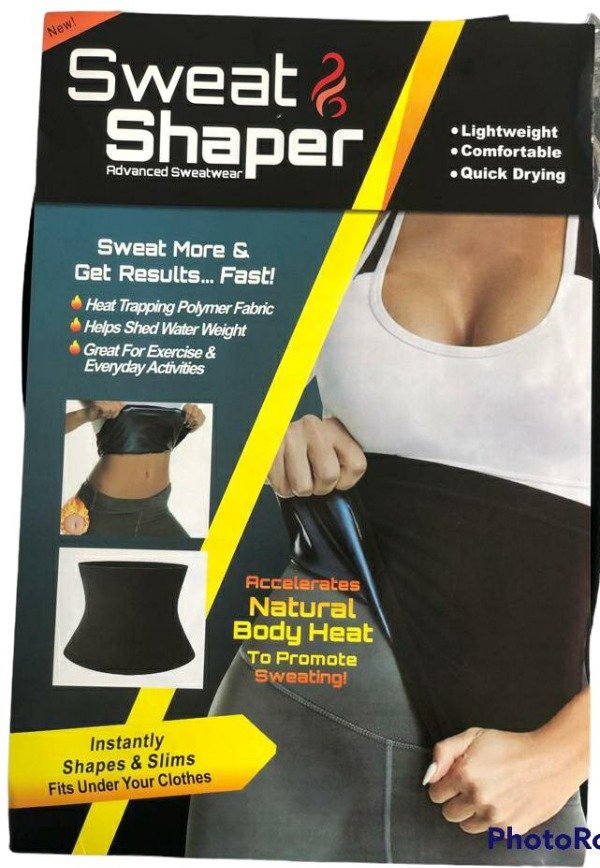 New!
Sweat
Shaper
Advanced Sweatwear
• Lightweight
• Comfortable
• Quick Drying
Sweat More &
Get Results... Fast!
Heat Trapping Polymer Fabric
Helps Shed Water Weight
Great For Exercise &
Everyday Activities
Accelerates
Natural
Body Heat
To Promote
Sweating!
Instantly
Shapes & Slims
Fits Under Your Clothes
PhotoRo